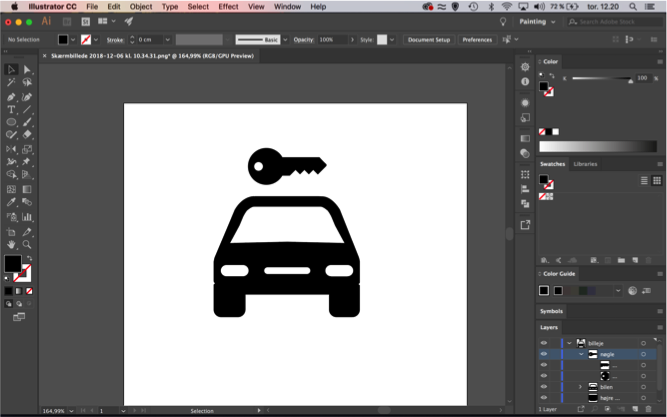 Illustrator CC File Edit Object Type Select Effect View Window Help 72 % tor. 12.20
Ai Br St Painting Search Adobe Stock
No Selection Stroke: 0 cm Basic Opacity: 100% Style: Document Setup Preferences
× Skærmbillede 2018-12-06 kl. 10.34.31.png* @ 164,99% (RGB/GPU Preview)
Color
K 100 %
Swatches Libraries
Color Guide
Symbols
Layers
billeje
nøgle
...
...
bilen
højre ...
1 Layer
164,99% 1 Selection